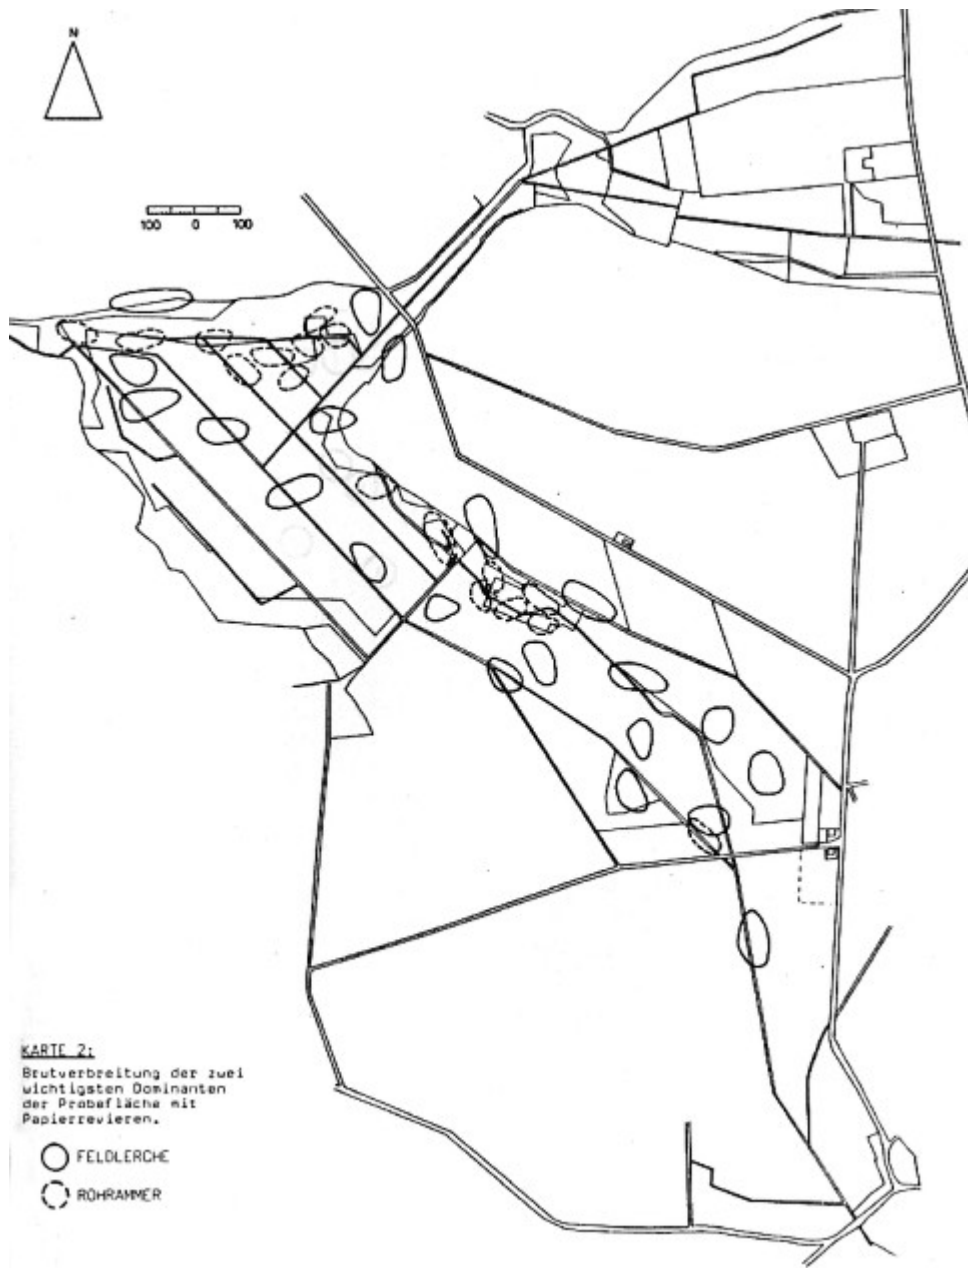 N
100 0 100
KARTE 2:
Brutverbreitung der zwei
wichtigsten Dominanten
der Probefläche mit
Papierrevieren.
FELDLERCHE
ROHRAMMER